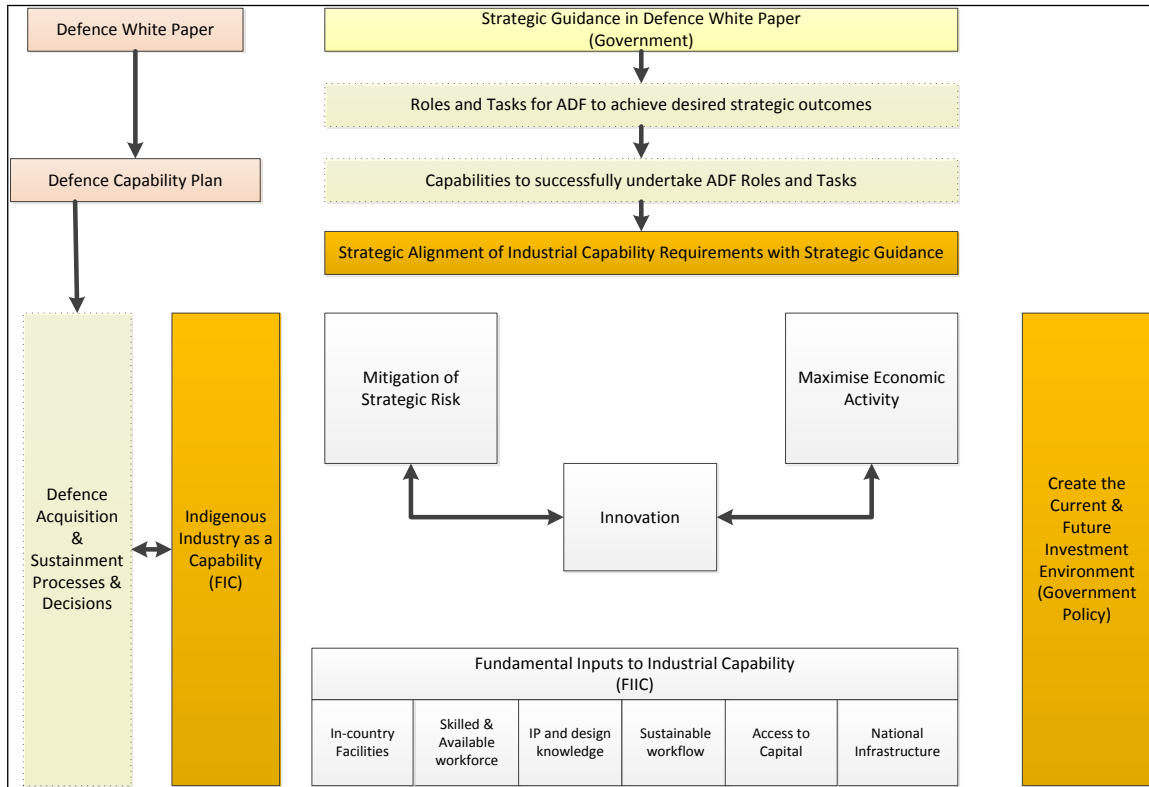 Defence White Paper
Strategic Guidance in Defence White Paper
(Government)
Roles and Tasks for ADF to achieve desired strategic outcomes
Defence Capability Plan
Capabilities to successfully undertake ADF Roles and Tasks
Strategic Alignment of Industrial Capability Requirements with Strategic Guidance
Defence
Acquisition
&
Sustainment
Processes &
Decisions
Indigenous
Industry as a
Capability
(FIC)
Mitigation of
Strategic Risk
Maximise Economic
Activity
Innovation
Create the
Current &
Future
Investment
Environment
(Government
Policy)
Fundamental Inputs to Industrial Capability
(FIIC)
In-country
Facilities
Skilled &
Available
workforce
IP and design
knowledge
Sustainable
workflow
Access to
Capital
National
Infrastructure